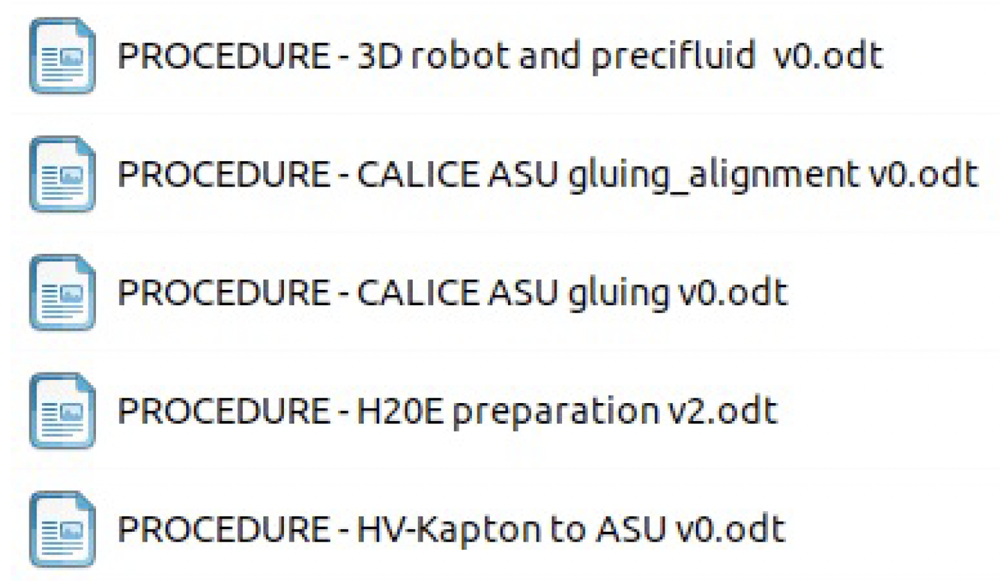 PROCEDURE - 3D robot and precifluid  v0.odt
PROCEDURE - CALICE ASU gluing_alignment v0.odt
PROCEDURE - CALICE ASU gluing v0.odt
PROCEDURE - H20E preparation v2.odt
PROCEDURE - HV-Kapton to ASU v0.odt